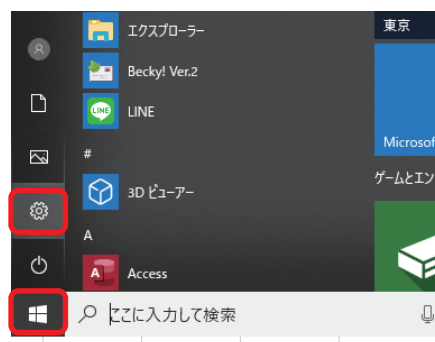 エクスプローラー
Becky! Ver.2
LINE
LINE
#
3D ビューアー
A
A
Access
ここに入力して検索
東京
Microsof
ゲームとエン